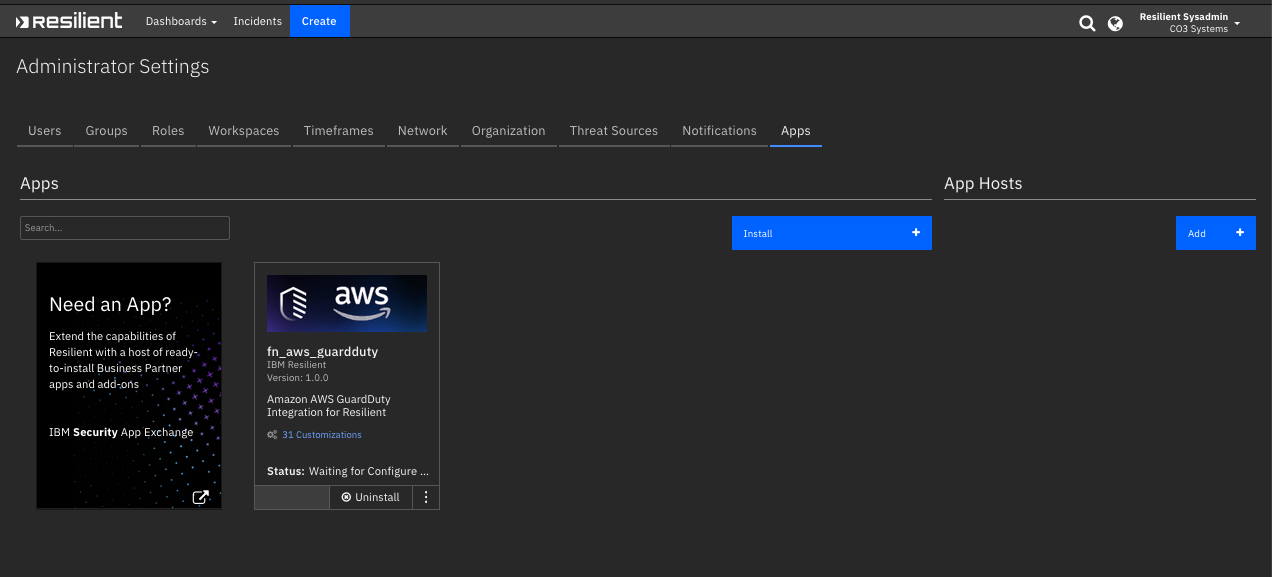 Resilient Dashboards Incidents Create Resilient Sysadmin
CO3 Systems
Administrator Settings
Users Groups Roles Workspaces Timeframes Network Organization Threat Sources Notifications Apps
Apps
App Hosts
Search...
Install +
Add +
Need an App?
Extend the capabilities of
Resilient with a host of ready-
to-install Business Partner
apps and add-ons
IBM Security App Exchange
aws
fn_aws_guardduty
IBM Resilient
Version: 1.0.0
Amazon AWS GuardDuty
Integration for Resilient
31 Customizations
Status: Waiting for Configure ...
Uninstall